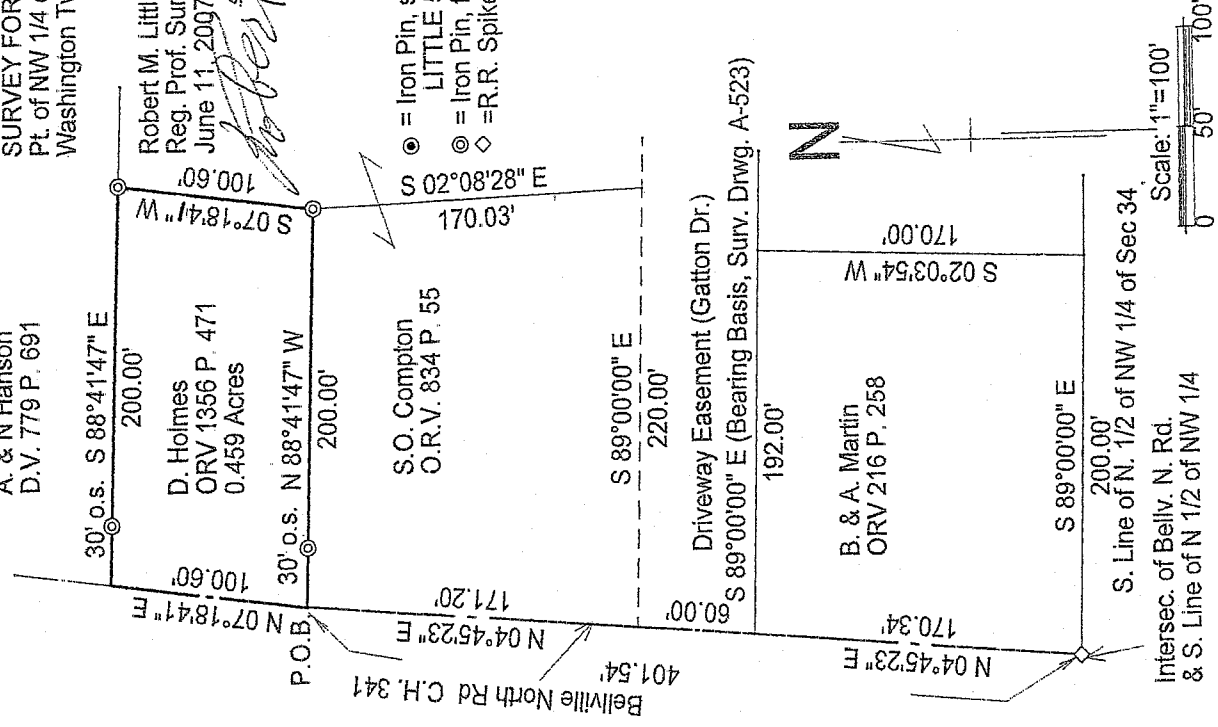 SURVEY FOR
Pt. of NW 1/4
Washington
A. & N Hanson
D.V. 779 P. 691
Robert M. Littl
Reg. Prof. Sur
June 11, 2007
30' o.s. S 88°41'47" E
200.00'
D. Holmes
ORV 1356 P. 471
0.459 Acres
N 07°18'41" E
100.60'
100.60'
30' o.s. N 88°41'47" W
200.00'
P.O.B.
= Iron Pin, s
LITTLE
= Iron Pin, f
=R.R. Spike
S.O. Compton
O.R.V. 834 P. 55
S 02°08'28" E
170.03'
171.20'
N 04°45'23" E
S 89°00'00" E
220.00'
Bellville North Rd C.H. 341
401.54'
60.00'
Driveway Easement (Gatton Dr.)
S 89°00'00" E (Bearing Basis, Surv. Drwg. A-523)
192.00'
B. & A. Martin
ORV 216 P. 258
170.34'
N 04°45'23" E
S 02°03'54" W
170.00'
N
S 89°00'00" E
200.00'
S. Line of N. 1/2 of NW 1/4 of Sec 34
Intersec. of Bellv. N. Rd.
& S. Line of N 1/2 of NW 1/4
Scale: 1"=100'
0 50' 100'